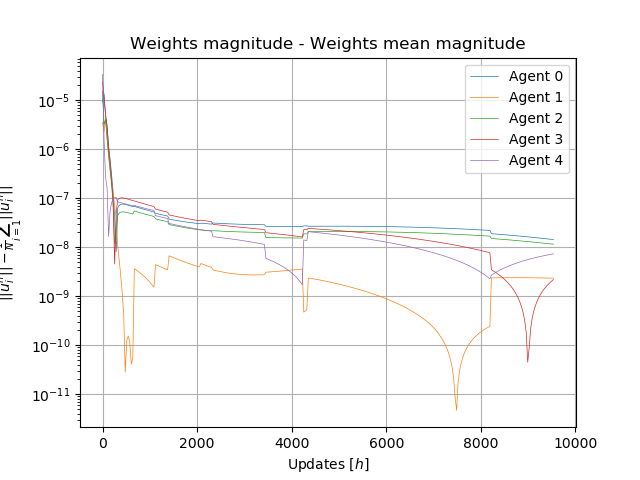 Weights magnitude - Weights mean magnitude
Agent 0
Agent 1
Agent 2
Agent 3
Agent 4
10⁻⁵
10⁻⁶
10⁻⁷
10⁻⁸
10⁻⁹
10⁻¹⁰
10⁻¹¹
0 2000 4000 6000 8000 10000
Updates [h]